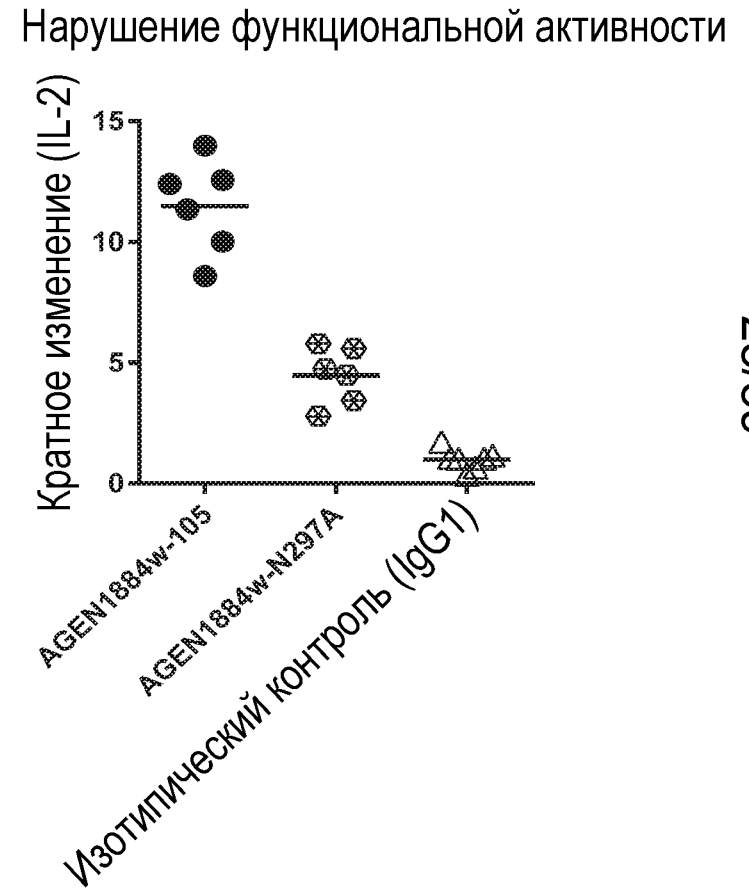 Нарушение функциональной активности
Кратное изменение (IL-2)
15
10
5
0
AGEN1884w-105
AGEN1884w-N297A
Изотипический контроль (IgG1)